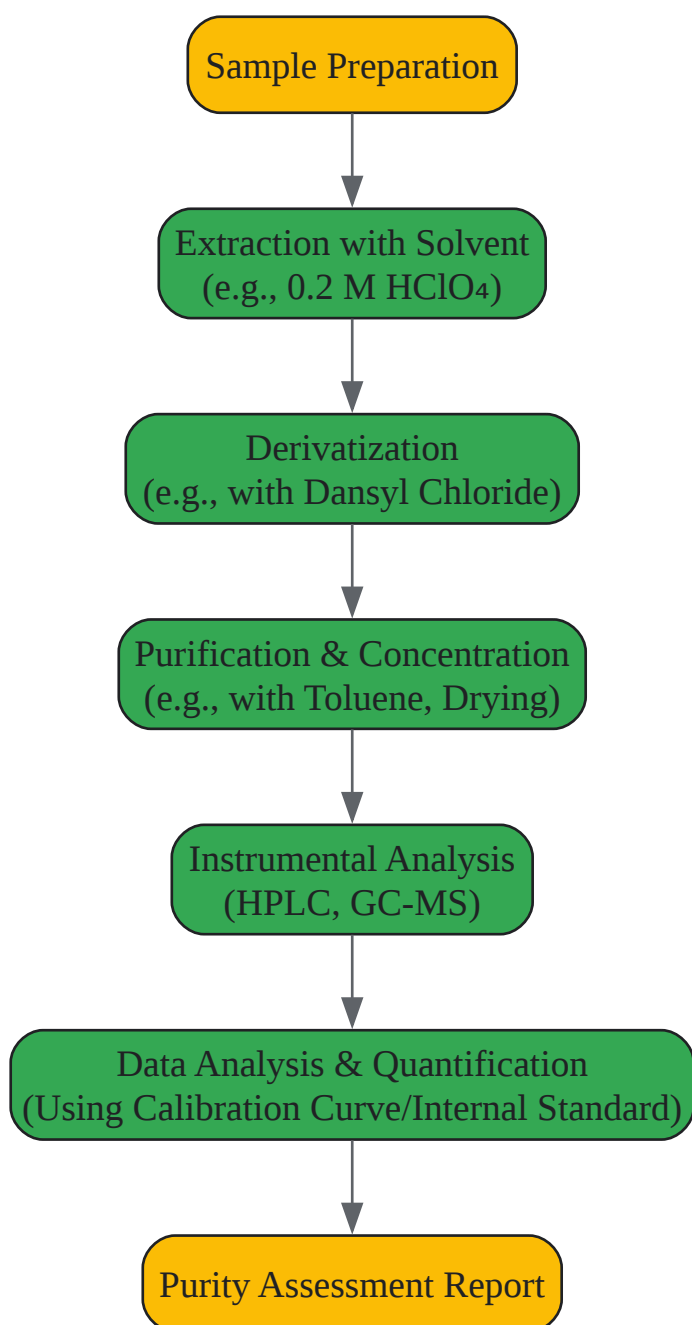 Sample Preparation
Extraction with Solvent
(e.g., 0.2 M HClO₄)
Derivatization
(e.g., with Dansyl Chloride)
Purification & Concentration
(e.g., with Toluene, Drying)
Instrumental Analysis
(HPLC, GC-MS)
Data Analysis & Quantification
(Using Calibration Curve/Internal Standard)
Purity Assessment Report